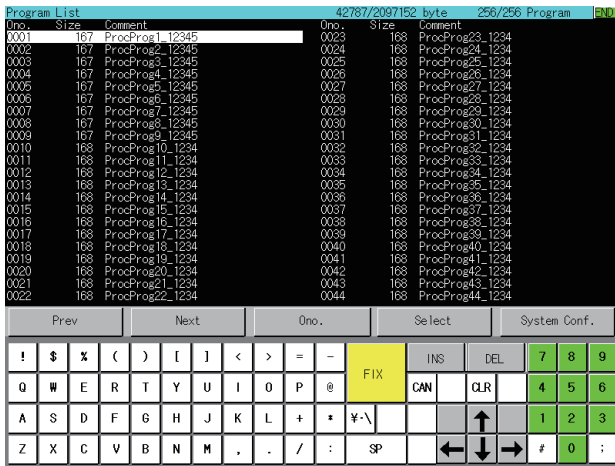 Program List 42787/2097152 byte 256/256 Program END
Ono. Size Comment Ono. Size Comment
0001 167 ProcProg1_12345 0023 168 ProcProg23_1234
0002 167 ProcProg2_12345 0024 168 ProcProg24_1234
0003 167 ProcProg3_12345 0025 168 ProcProg25_1234
0004 167 ProcProg4_12345 0026 168 ProcProg26_1234
0005 167 ProcProg5_12345 0027 168 ProcProg27_1234
0006 167 ProcProg6_12345 0028 168 ProcProg28_1234
0007 167 ProcProg7_12345 0029 168 ProcProg29_1234
0008 167 ProcProg8_12345 0030 168 ProcProg30_1234
0009 167 ProcProg9_12345 0031 168 ProcProg31_1234
0010 168 ProcProg10_1234 0032 168 ProcProg32_1234
0011 168 ProcProg11_1234 0033 168 ProcProg33_1234
0012 168 ProcProg12_1234 0034 168 ProcProg34_1234
0013 168 ProcProg13_1234 0035 168 ProcProg35_1234
0014 168 ProcProg14_1234 0036 168 ProcProg36_1234
0015 168 ProcProg15_1234 0037 168 ProcProg37_1234
0016 168 ProcProg16_1234 0038 168 ProcProg38_1234
0017 168 ProcProg17_1234 0039 168 ProcProg39_1234
0018 168 ProcProg18_1234 0040 168 ProcProg40_1234
0019 168 ProcProg19_1234 0041 168 ProcProg41_1234
0020 168 ProcProg20_1234 0042 168 ProcProg42_1234
0021 168 ProcProg21_1234 0043 168 ProcProg43_1234
0022 168 ProcProg22_1234 0044 168 ProcProg44_1234
Prev Next Ono. Select System Conf.
! $ % ( ) [ ] < > = - FIX INS DEL 7 8 9
Q W E R T Y U I O P @ CAN CLR 4 5 6
A S D F G H J K L + * ¥·\ ↑ 1 2 3
Z X C V B N M , . / : SP ← ↓ → # 0 ;